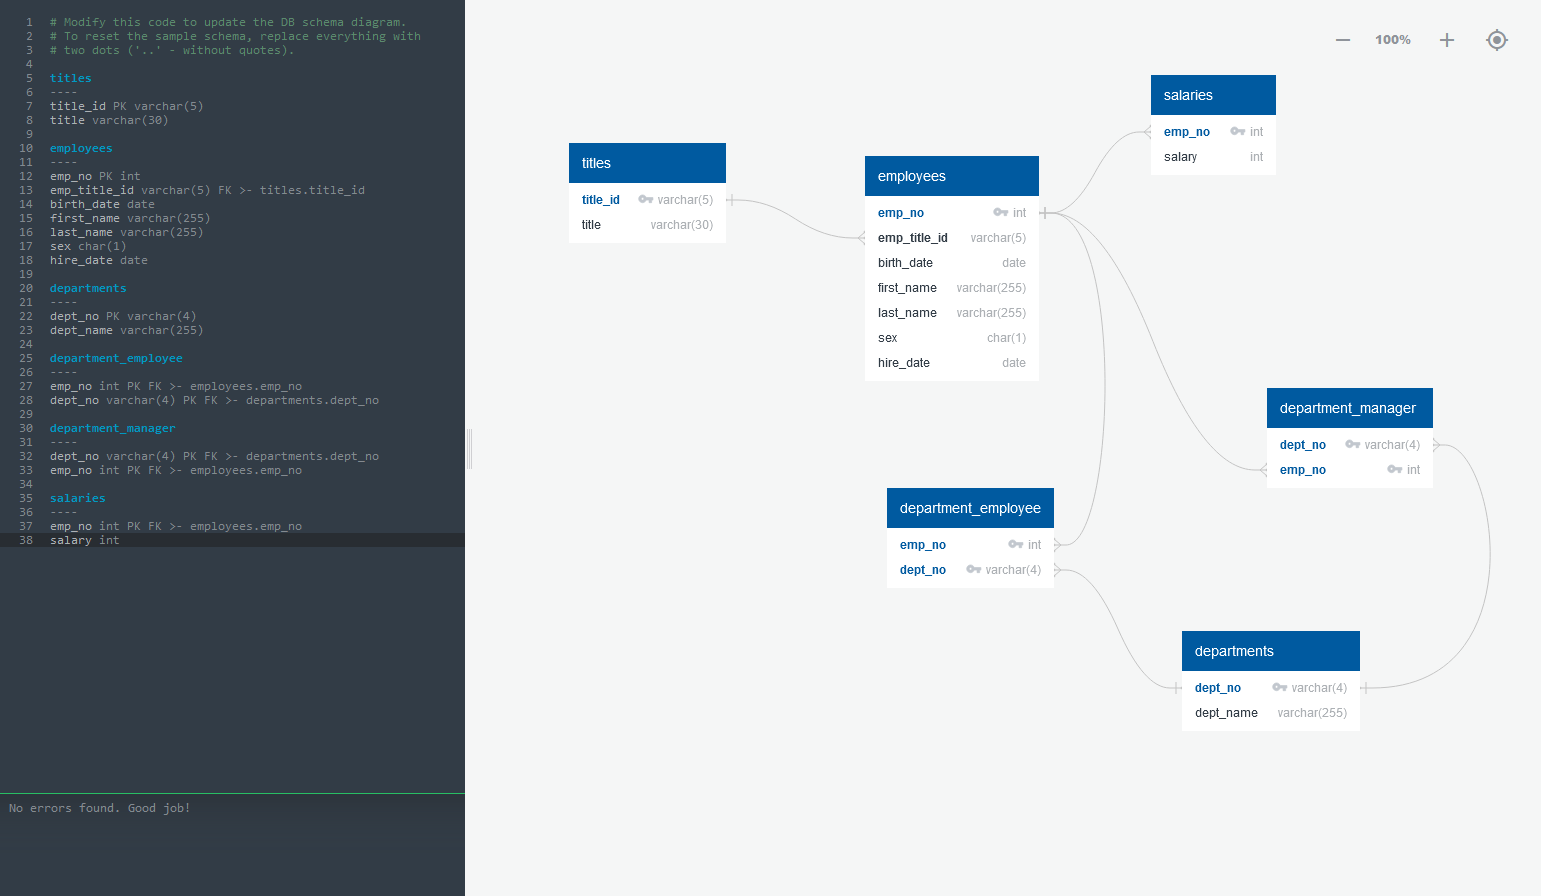 1 # Modify this code to update the DB schema diagram.
2 # To reset the sample schema, replace everything with
3 # two dots ('..' - without quotes).
4
5 titles
6 ----
7 title_id PK varchar(5)
8 title varchar(30)
9
10 employees
11 ----
12 emp_no PK int
13 emp_title_id varchar(5) FK >- titles.title_id
14 birth_date date
15 first_name varchar(255)
16 last_name varchar(255)
17 sex char(1)
18 hire_date date
19
20 departments
21 ----
22 dept_no PK varchar(4)
23 dept_name varchar(255)
24
25 department_employee
26 ----
27 emp_no int PK FK >- employees.emp_no
28 dept_no varchar(4) PK FK >- departments.dept_no
29
30 department_manager
31 ----
32 dept_no varchar(4) PK FK >- departments.dept_no
33 emp_no int PK FK >- employees.emp_no
34
35 salaries
36 ----
37 emp_no int PK FK >- employees.emp_no
38 salary int
No errors found. Good job!
100%
titles
title_id varchar(5)
title varchar(30)
employees
emp_no int
emp_title_id varchar(5)
birth_date date
first_name varchar(255)
last_name varchar(255)
sex char(1)
hire_date date
salaries
emp_no int
salary int
department_manager
dept_no varchar(4)
emp_no int
department_employee
emp_no int
dept_no varchar(4)
departments
dept_no varchar(4)
dept_name varchar(255)